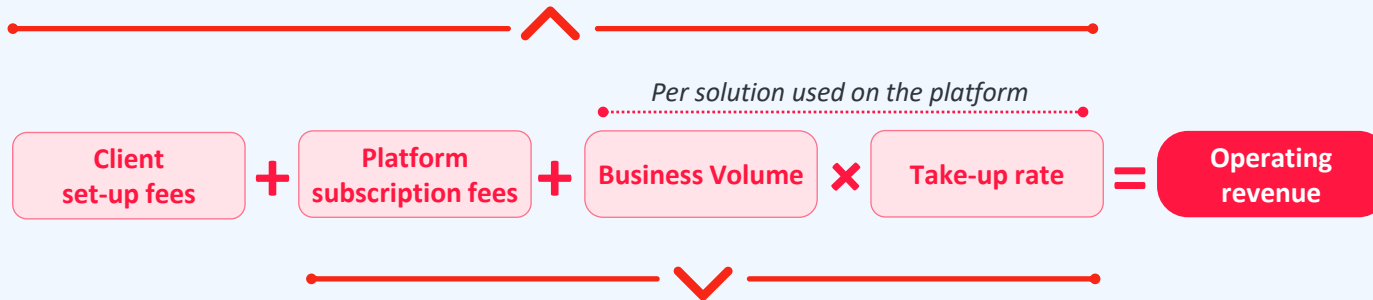 Per solution used on the platform
Client
set-up fees
+
Platform
subscription fees
+
Business Volume
×
Take-up rate
=
Operating
revenue